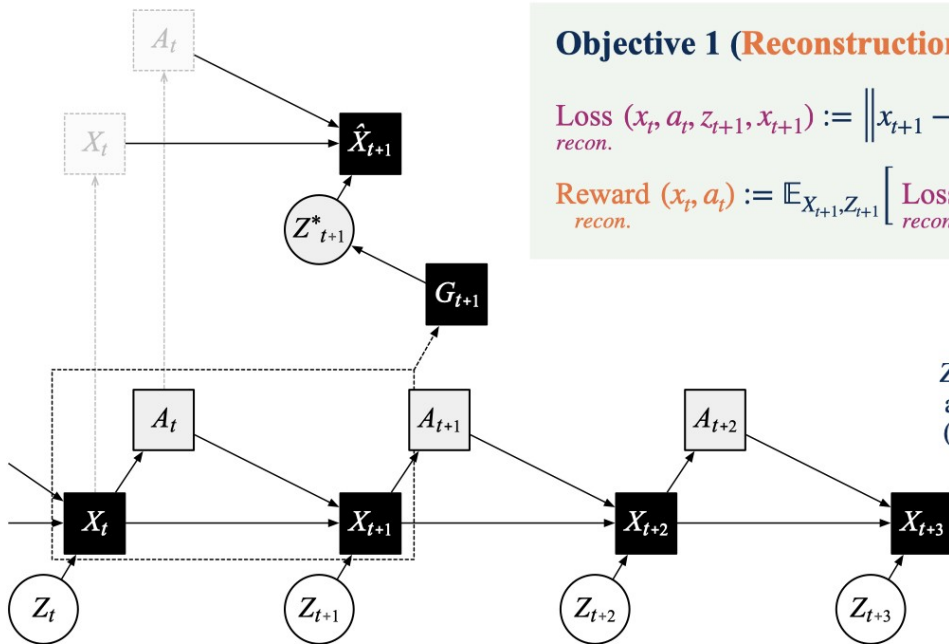 A_t
Objective 1 (Reconstruction
X_t
X̂_{t+1}
Loss (x_t, a_t, z_{t+1}, x_{t+1}) := ‖x_{t+1} −
recon.
Reward (x_t, a_t) := 𝔼_{X_{t+1},Z_{t+1}}[ Loss
recon. recon
Z*_{t+1}
G_{t+1}
Z
a
(
A_t A_{t+1} A_{t+2}
X_t X_{t+1} X_{t+2} X_{t+3}
Z_t Z_{t+1} Z_{t+2} Z_{t+3}